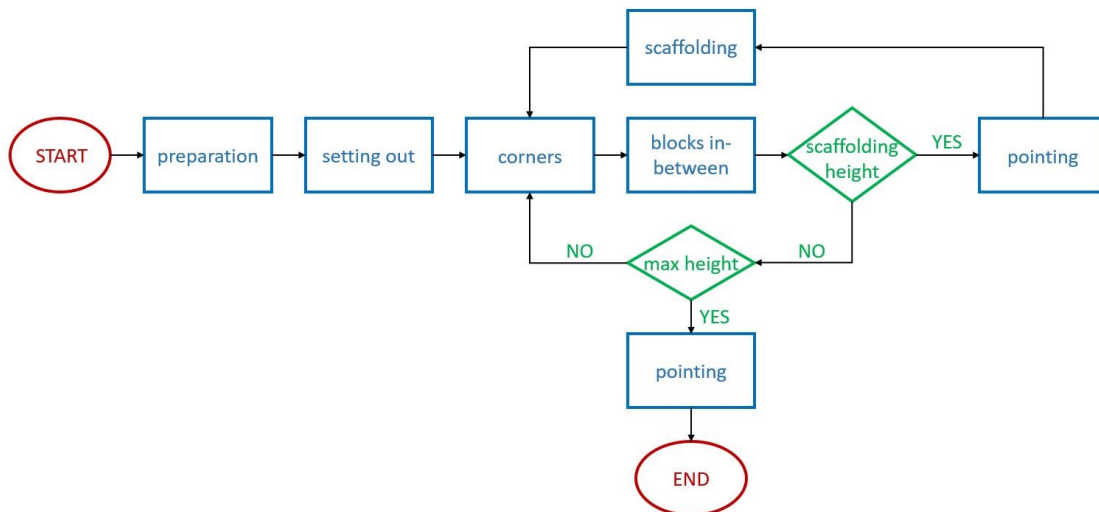 scaffolding
START
preparation
setting out
corners
blocks in-
between
scaffolding
height
YES
pointing
NO
max height
NO
YES
pointing
END